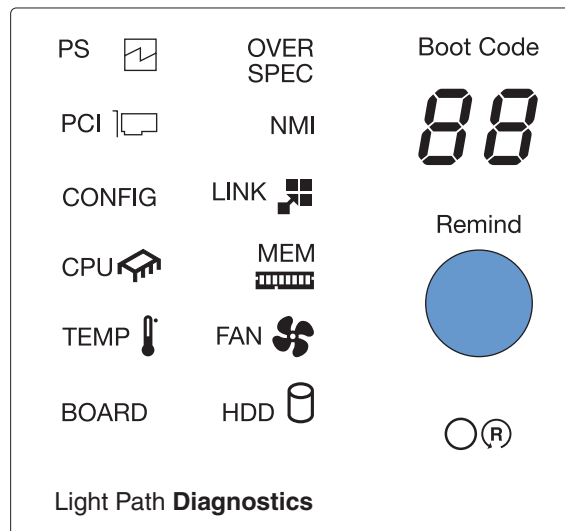 PS
OVER
SPEC
Boot Code
88
PCI
NMI
CONFIG
LINK
Remind
CPU
MEM
TEMP
FAN
BOARD
HDD
R
Light Path Diagnostics